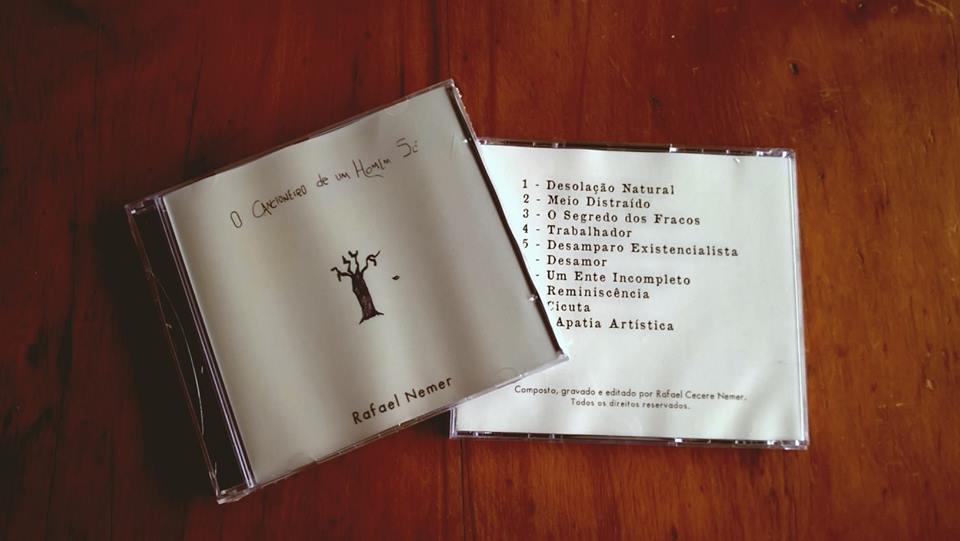 O CANCIONEIRO de um HOMEM Só
Rafael Nemer
1 - Desolação Natural
2 - Meio Distraído
3 - O Segredo dos Fracos
4 - Trabalhador
5 - Desamparo Existencialista
- Desamor
- Um Ente Incompleto
Reminiscência
Cicuta
Apatia Artística
Composto, gravado e editado por Rafael Cecere Nemer.
Todos os direitos reservados.